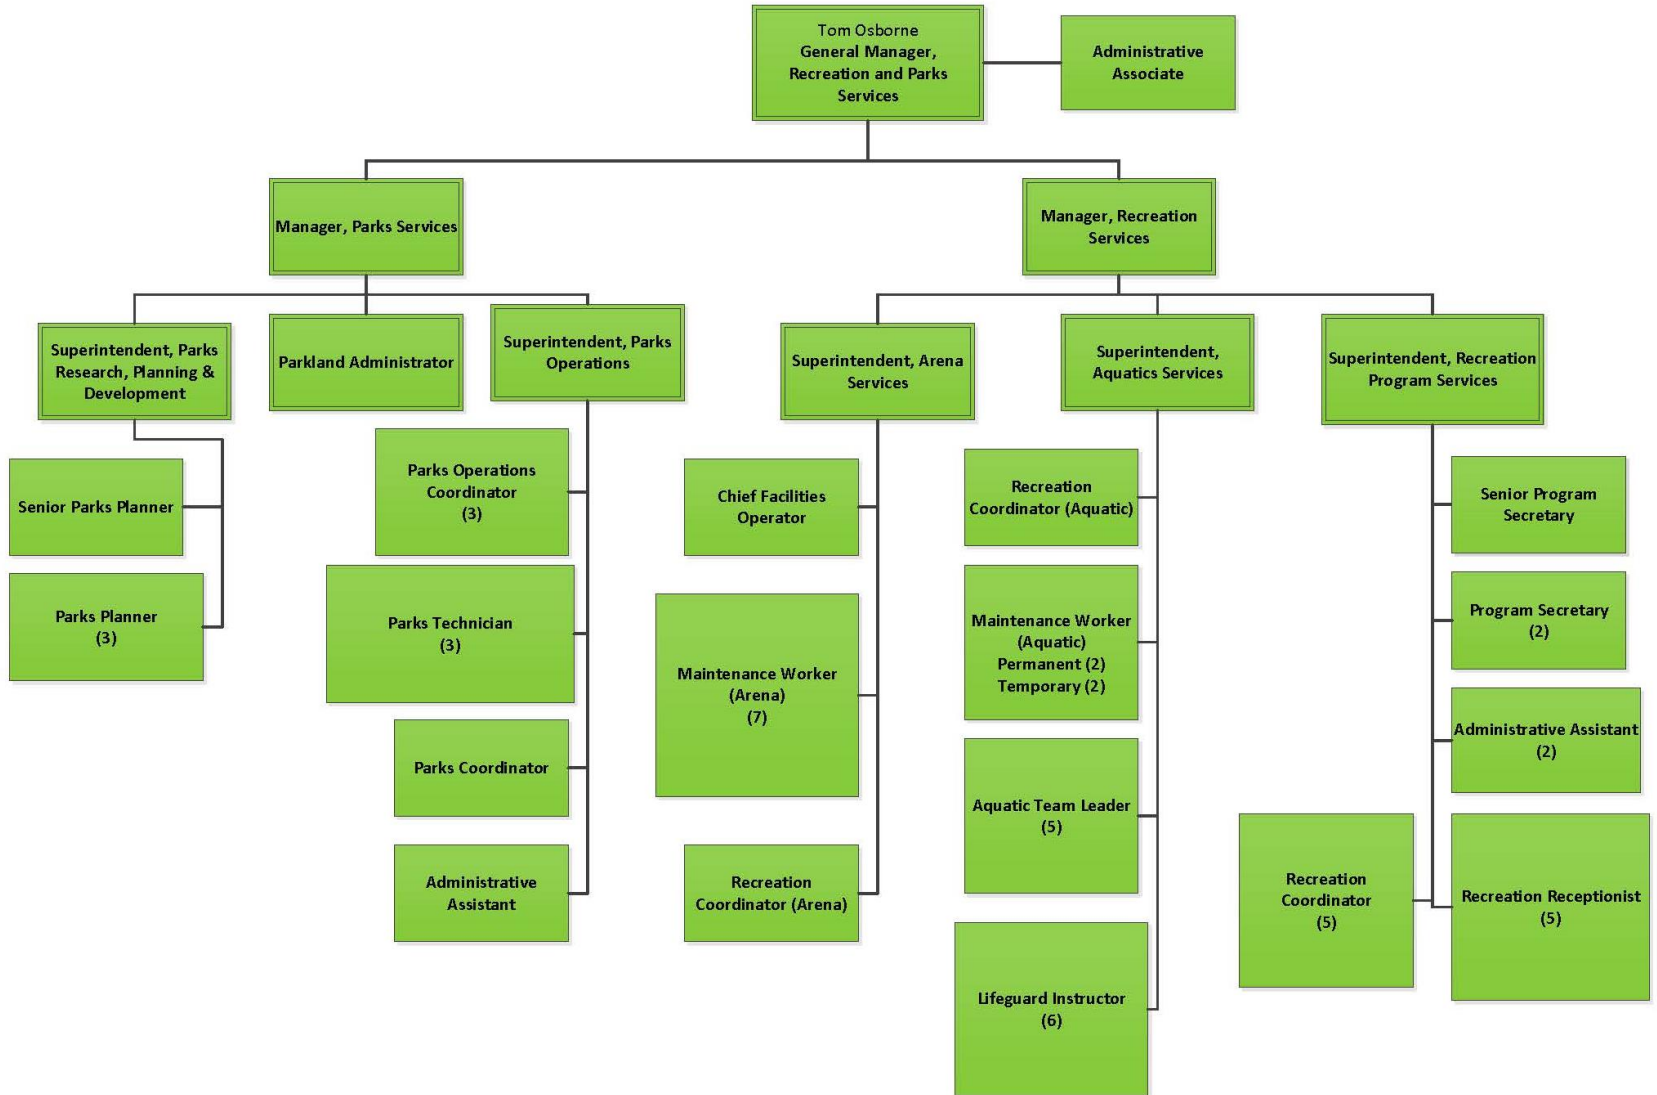 Tom Osborne
General Manager,
Recreation and Parks
Services
Administrative
Associate
Manager, Parks Services
Manager, Recreation
Services
Superintendent, Parks
Research, Planning &
Development
Parkland Administrator
Superintendent, Parks
Operations
Superintendent, Arena
Services
Superintendent,
Aquatics Services
Superintendent, Recreation
Program Services
Senior Parks Planner
Parks Planner
(3)
Parks Operations
Coordinator
(3)
Parks Technician
(3)
Parks Coordinator
Administrative
Assistant
Chief Facilities
Operator
Maintenance Worker
(Arena)
(7)
Recreation
Coordinator (Arena)
Recreation
Coordinator (Aquatic)
Maintenance Worker
(Aquatic)
Permanent (2)
Temporary (2)
Aquatic Team Leader
(5)
Lifeguard Instructor
(6)
Senior Program
Secretary
Program Secretary
(2)
Administrative Assistant
(2)
Recreation
Coordinator
(5)
Recreation Receptionist
(5)